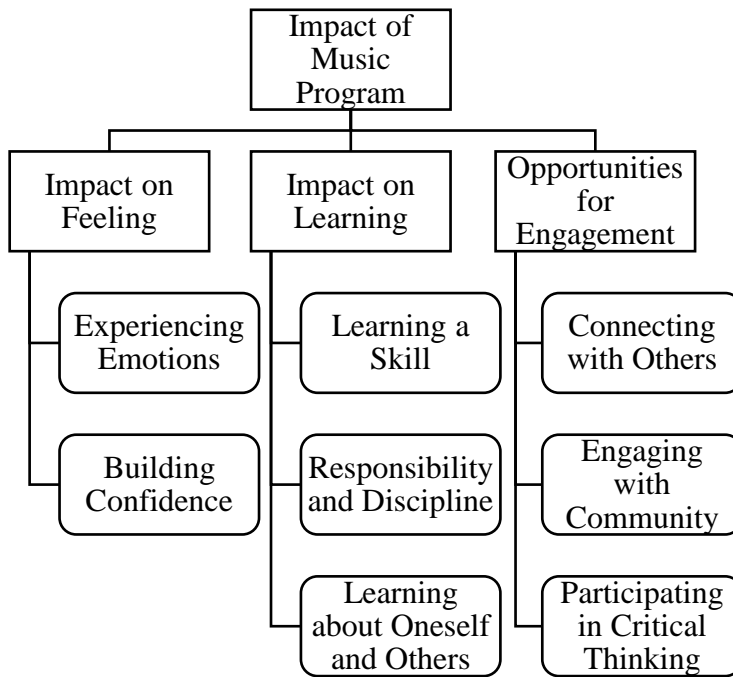 Impact of
Music
Program
Impact on
Feeling
Experiencing
Emotions
Building
Confidence
Impact on
Learning
Learning a
Skill
Responsibility
and Discipline
Learning
about Oneself
and Others
Opportunities
for
Engagement
Connecting
with Others
Engaging
with
Community
Participating
in Critical
Thinking